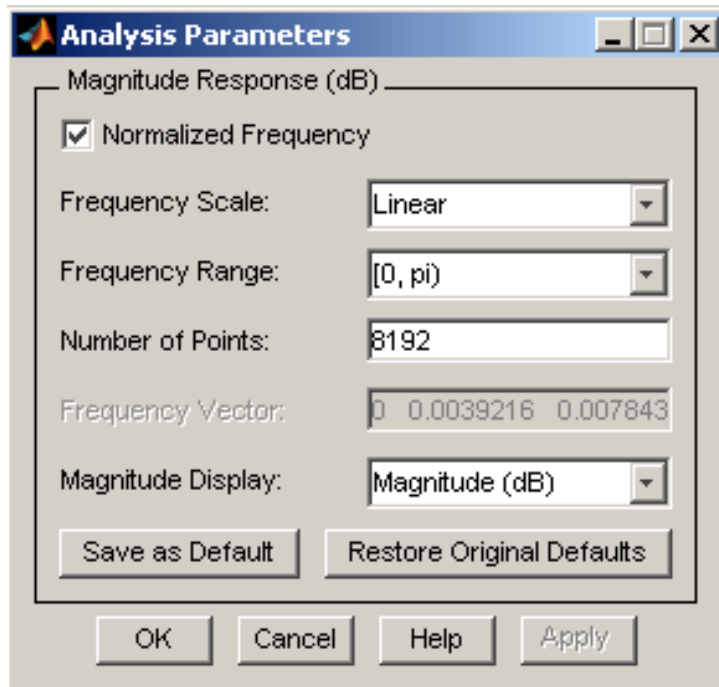 Analysis Parameters
Magnitude Response (dB)
Normalized Frequency
Frequency Scale: Linear
Frequency Range: [0, pi)
Number of Points: 8192
Frequency Vector: 0 0.0039216 0.007843
Magnitude Display: Magnitude (dB)
Save as Default Restore Original Defaults
OK Cancel Help Apply